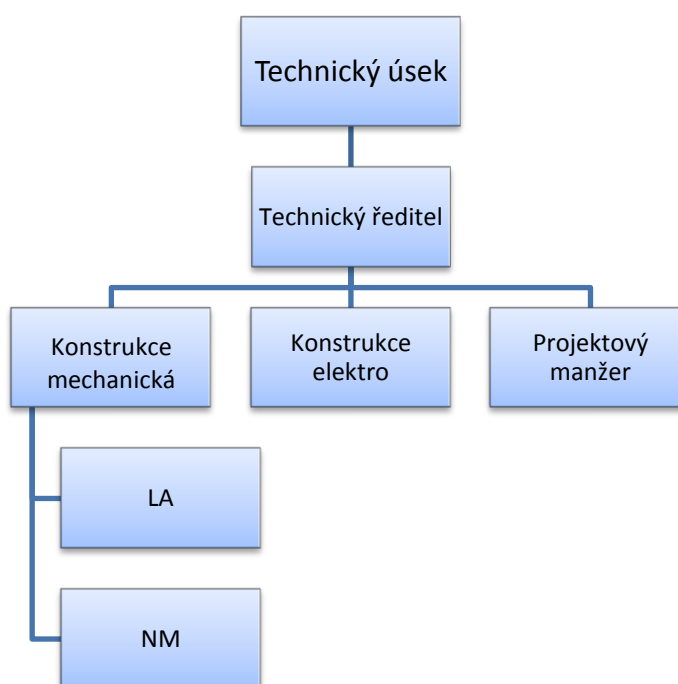 Technický úsek
Technický ředitel
Konstrukce
mechanická
Konstrukce
elektro
Projektový
manžer
LA
NM